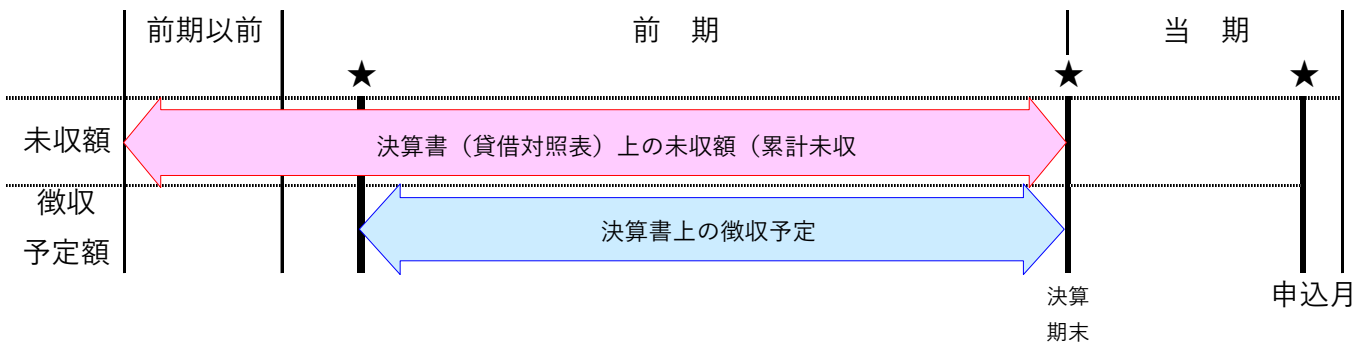 前期以前 前　期 当　期
★ ★ ★
未収額 決算書（貸借対照表）上の未収額（累計未収
徴収
予定額 決算書上の徴収予定
決算
期末
申込月